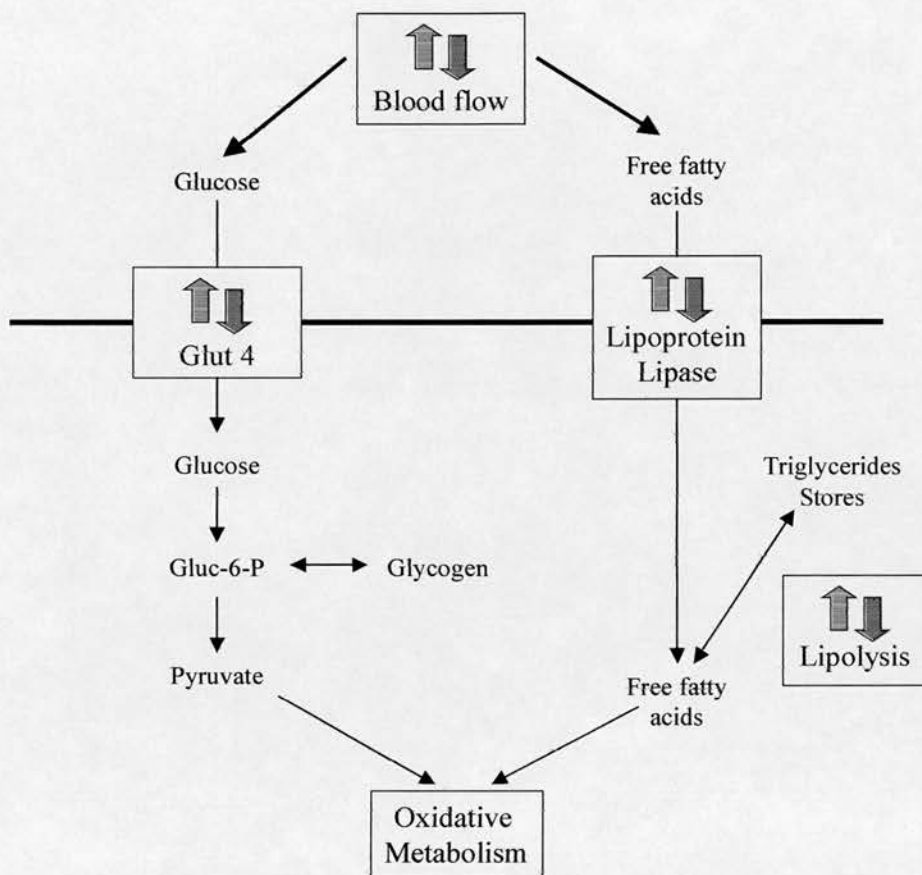 Blood flow
Glucose
Free fatty
acids
Glut 4
Lipoprotein
Lipase
Glucose
Triglycerides
Stores
Gluc-6-P
Glycogen
Lipolysis
Pyruvate
Free fatty
acids
Oxidative
Metabolism